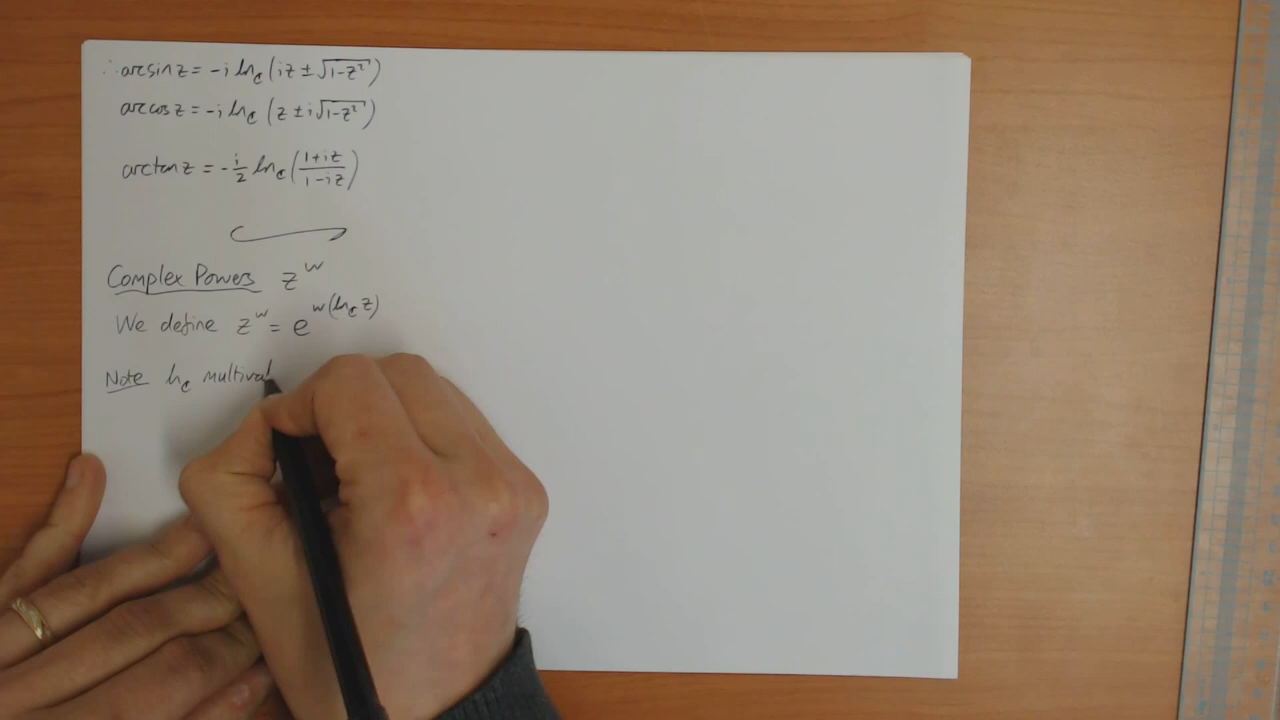 ∴ arcsin z = -i ln_ℂ (iz ± √(1-z²))
arccos z = -i ln_ℂ (z ± i√(1-z²))
arctan z = -i/2 ln_ℂ ((1+iz)/(1-iz))
Complex Powers z^w
We define z^w = e^(w(ln_ℂ z))
Note ln_ℂ multival